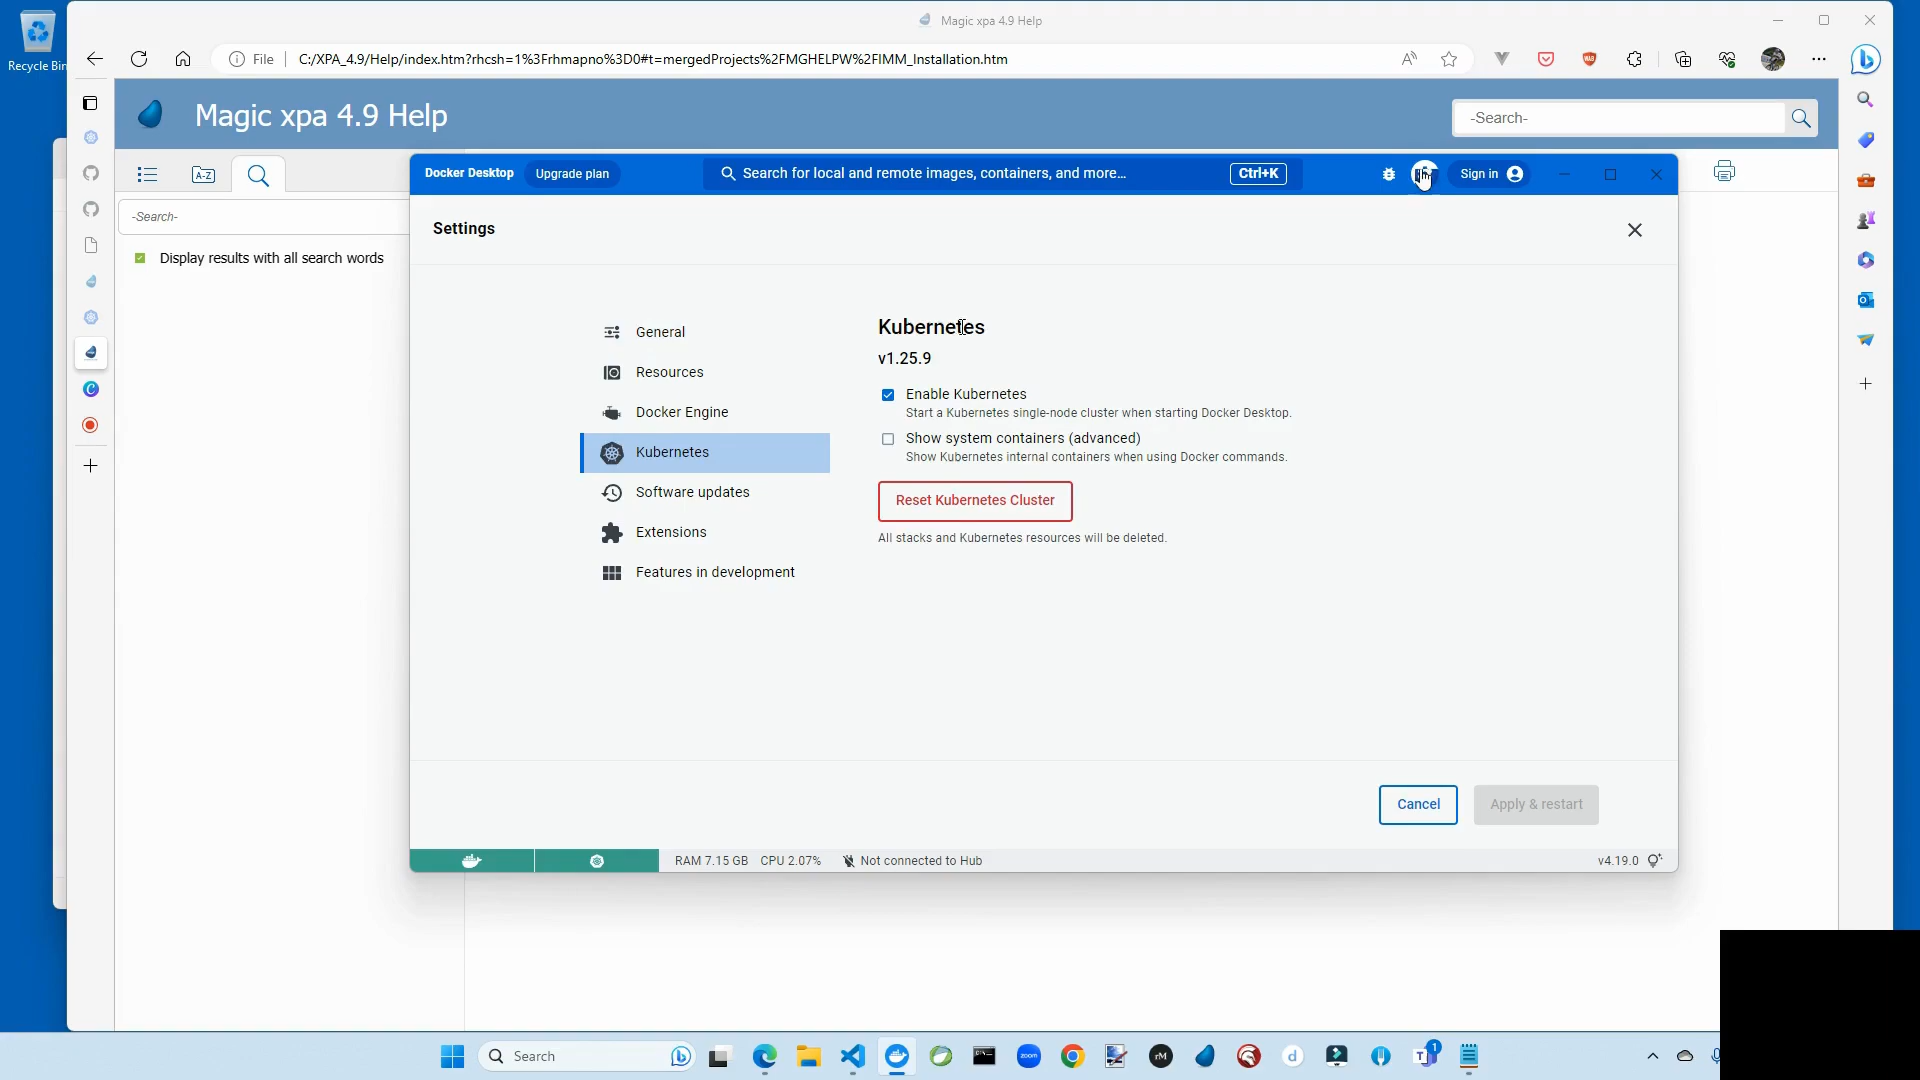 Recycle Bin
Magic xpa 4.9 Help
File
C:/XPA_4.9/Help/index.htm?rhcsh=1%3Frhmapno%3D0#t=mergedProjects%2FMGHELPW%2FIMM_Installation.htm
Magic xpa 4.9 Help
-Search-
A-Z
-Search-
Display results with all search words
Docker Desktop
Upgrade plan
Search for local and remote images, containers, and more...
Ctrl+K
Sign in
Settings
General
Resources
Docker Engine
Kubernetes
Software updates
Extensions
Features in development
Kubernetes
v1.25.9
Enable Kubernetes
Start a Kubernetes single-node cluster when starting Docker Desktop.
Show system containers (advanced)
Show Kubernetes internal containers when using Docker commands.
Reset Kubernetes Cluster
All stacks and Kubernetes resources will be deleted.
Cancel
Apply & restart
RAM 7.15 GB
CPU 2.07%
Not connected to Hub
v4.19.0
Search
zoom
rM
d
T
1